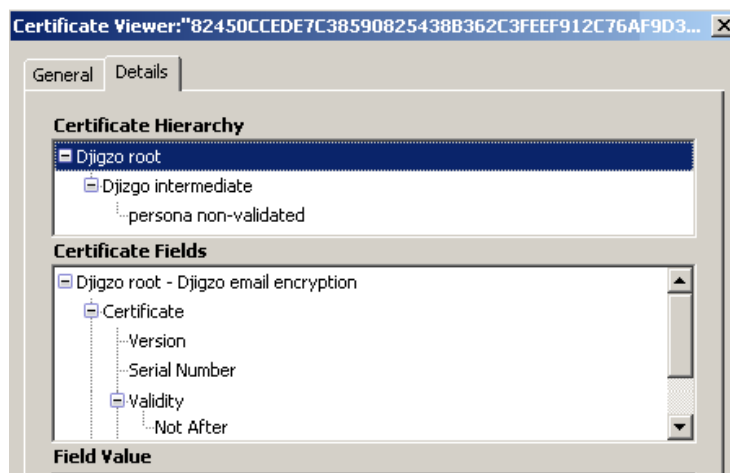 Certificate Viewer:"82450CCEDE7C38590825438B362C3FEEF912C76AF9D3...
General Details
Certificate Hierarchy
Djigzo root
Djizgo intermediate
persona non-validated
Certificate Fields
Djigzo root - Djigzo email encryption
Certificate
Version
Serial Number
Validity
Not After
Field Value